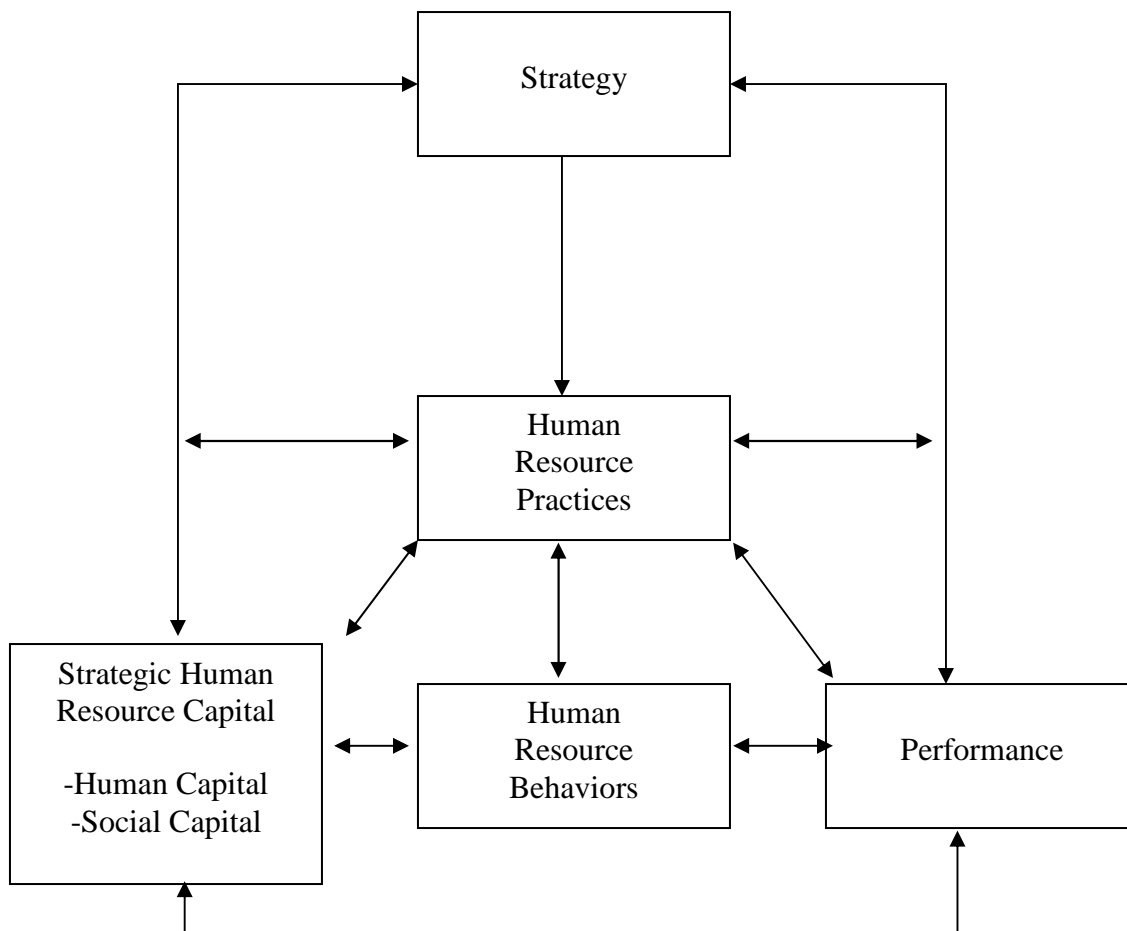 Strategy
Human
Resource
Practices
Strategic Human
Resource Capital
-Human Capital
-Social Capital
Human
Resource
Behaviors
Performance